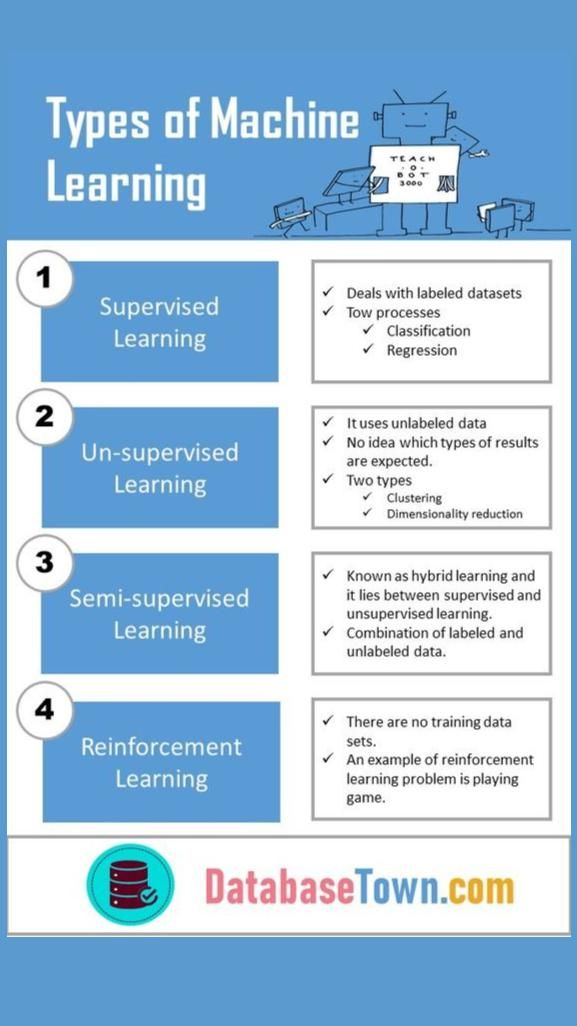 Types of Machine
Learning
TEACH
-O-
BOT
3000
1
Supervised
Learning
✓ Deals with labeled datasets
✓ Tow processes
✓ Classification
✓ Regression
2
Un-supervised
Learning
✓ It uses unlabeled data
✓ No idea which types of results
are expected.
✓ Two types
✓ Clustering
✓ Dimensionality reduction
3
Semi-supervised
Learning
✓ Known as hybrid learning and
it lies between supervised and
unsupervised learning.
✓ Combination of labeled and
unlabeled data.
4
Reinforcement
Learning
✓ There are no training data
sets.
✓ An example of reinforcement
learning problem is playing
game.
DatabaseTown.com